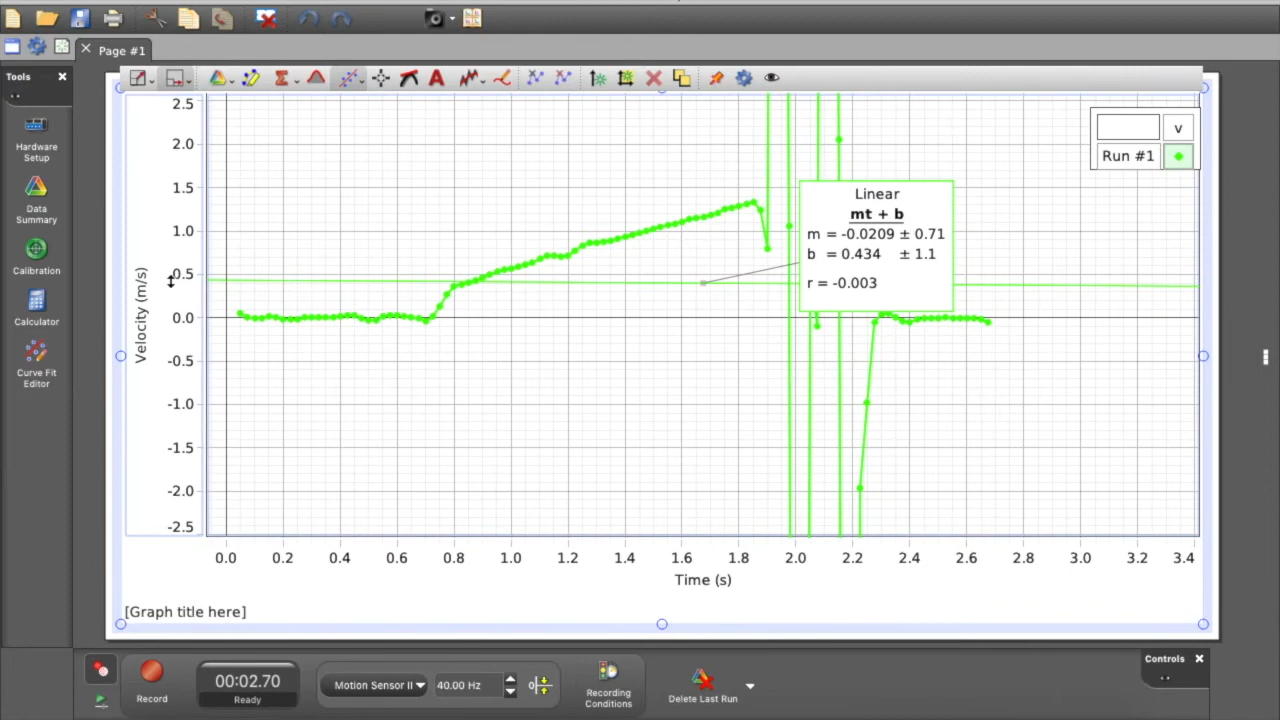 Page #1
Tools
Hardware
Setup
Data
Summary
Calibration
Calculator
Curve Fit
Editor
Velocity (m/s)
2.5
2.0
1.5
1.0
0.5
0.0
-0.5
-1.0
-1.5
-2.0
-2.5
v
Run #1
Linear
mt + b
m = -0.0209 ± 0.71
b = 0.434 ± 1.1
r = -0.003
0.0 0.2 0.4 0.6 0.8 1.0 1.2 1.4 1.6 1.8 2.0 2.2 2.4 2.6 2.8 3.0 3.2 3.4
Time (s)
[Graph title here]
Record
00:02.70
Ready
Motion Sensor II
40.00 Hz
0
Recording
Conditions
Delete Last Run
Controls